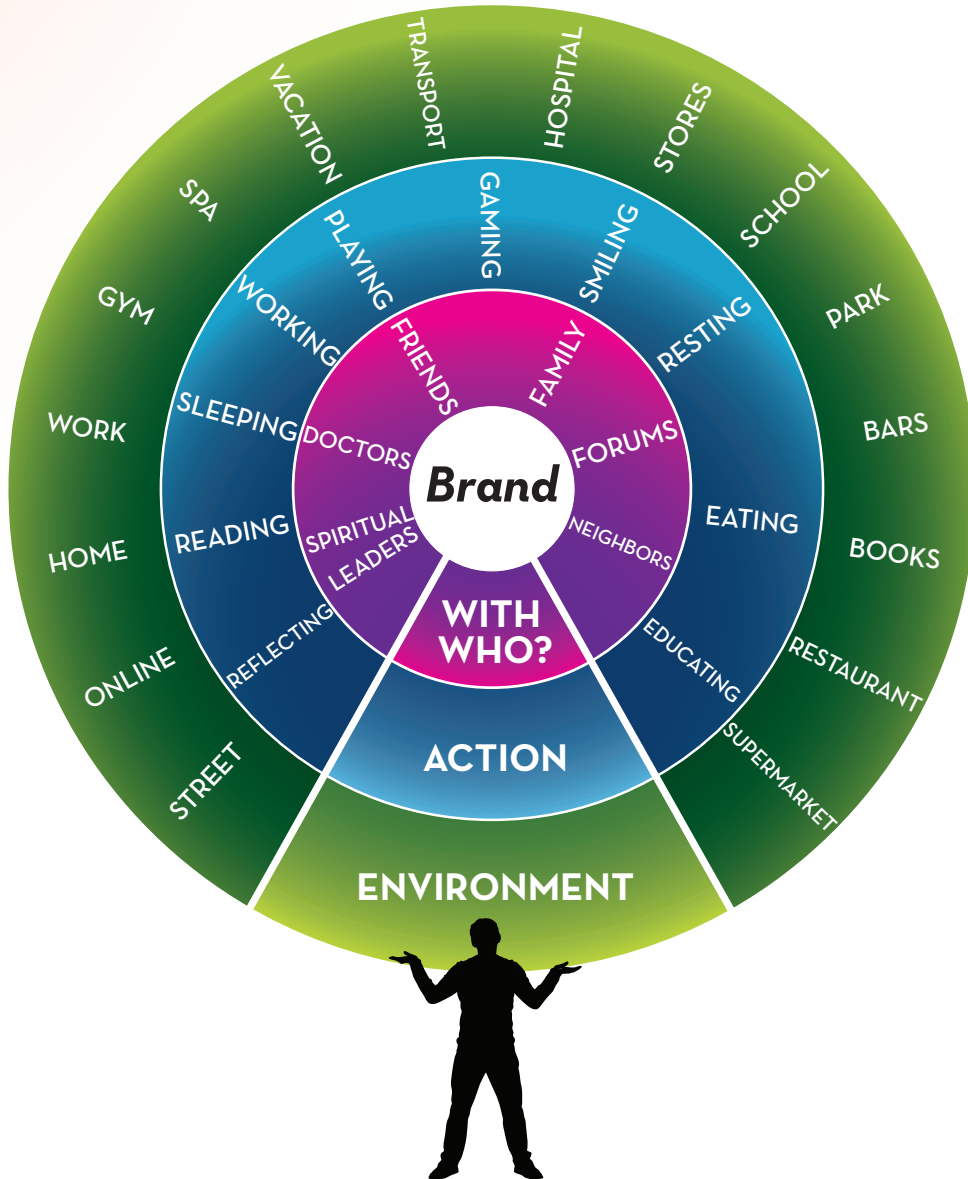 STREET
ONLINE
HOME
WORK
GYM
SPA
VACATION
TRANSPORT
HOSPITAL
STORES
SCHOOL
PARK
BARS
BOOKS
RESTAURANT
SUPERMARKET
REFLECTING
READING
SLEEPING
WORKING
PLAYING
GAMING
SMILING
RESTING
EATING
EDUCATING
SPIRITUAL
LEADERS
DOCTORS
FRIENDS
FAMILY
FORUMS
NEIGHBORS
Brand
WITH
WHO?
ACTION
ENVIRONMENT